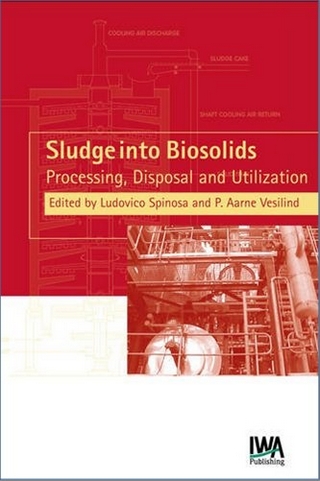 COOLING AIR DISCHARGE
SLUDGE CAKE
SHAFT COOLING AIR RETURN
Sludge into Biosolids
Processing, Disposal and Utilization
Edited by Ludovico Spinosa and P. Aarne Vesilind
IWA
Publishing